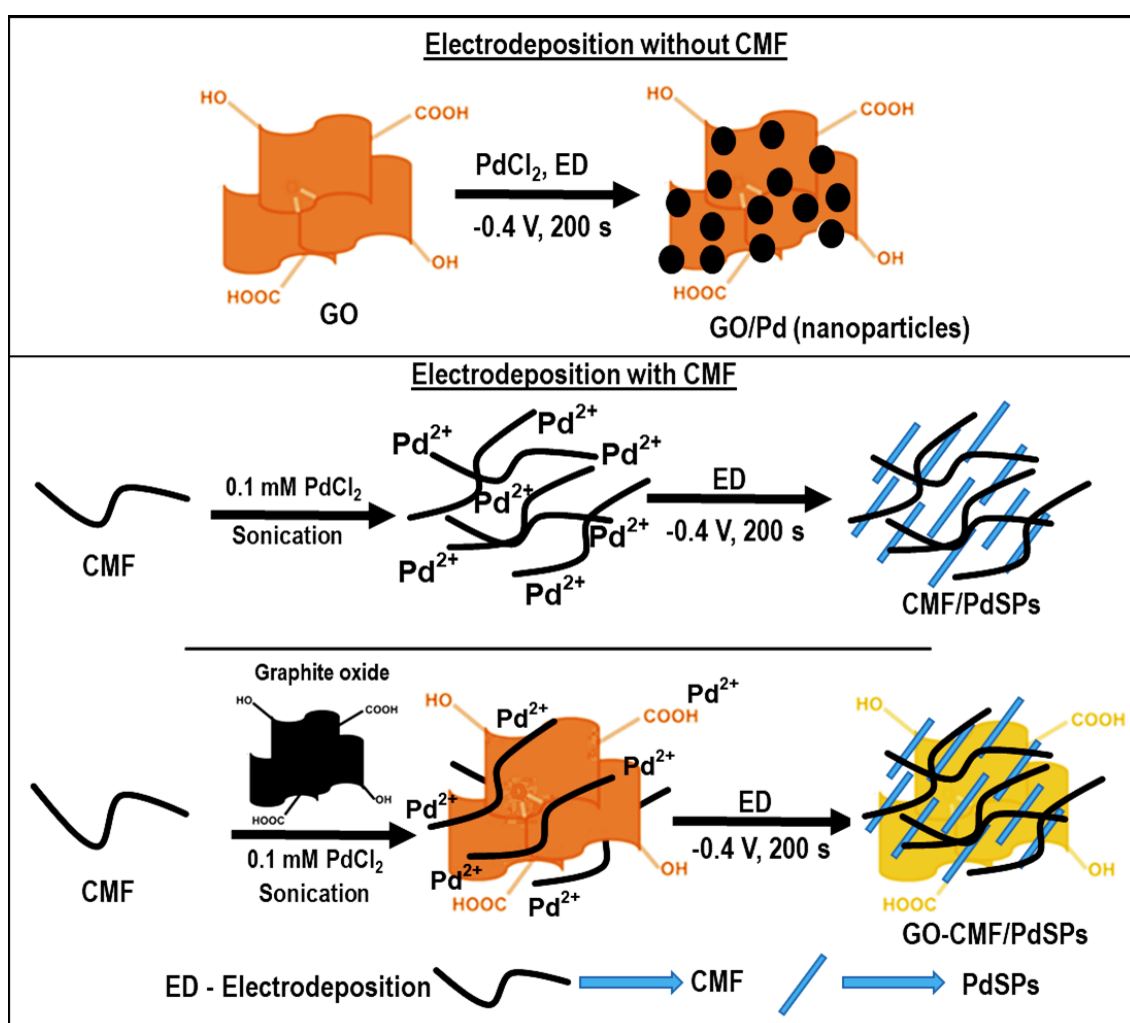 Electrodeposition without CMF
HO
COOH
OH
HOOC
GO
PdCl₂, ED
-0.4 V, 200 s
HO
COOH
OH
HOOC
GO/Pd (nanoparticles)
Electrodeposition with CMF
CMF
0.1 mM PdCl₂
Sonication
Pd²⁺
Pd²⁺
Pd²⁺
Pd²⁺
Pd²⁺
Pd²⁺
Pd²⁺
ED
-0.4 V, 200 s
CMF/PdSPs
CMF
Graphite oxide
HO
COOH
OH
HOOC
0.1 mM PdCl₂
Sonication
HO
Pd²⁺
Pd²⁺
COOH
Pd²⁺
Pd²⁺
Pd²⁺
OH
HOOC
Pd²⁺
ED
-0.4 V, 200 s
HO
COOH
OH
HOOC
GO-CMF/PdSPs
ED - Electrodeposition
CMF
PdSPs